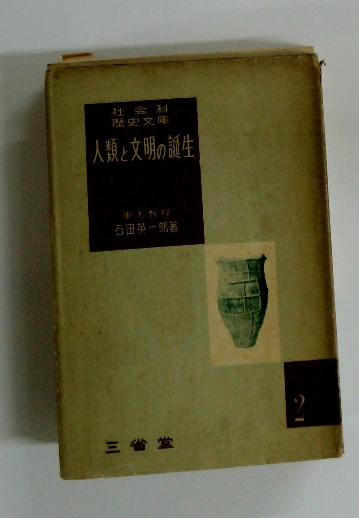 社会科
歴史文庫
人類と文明の誕生
東大教授
石田英一郎著
2
三省堂